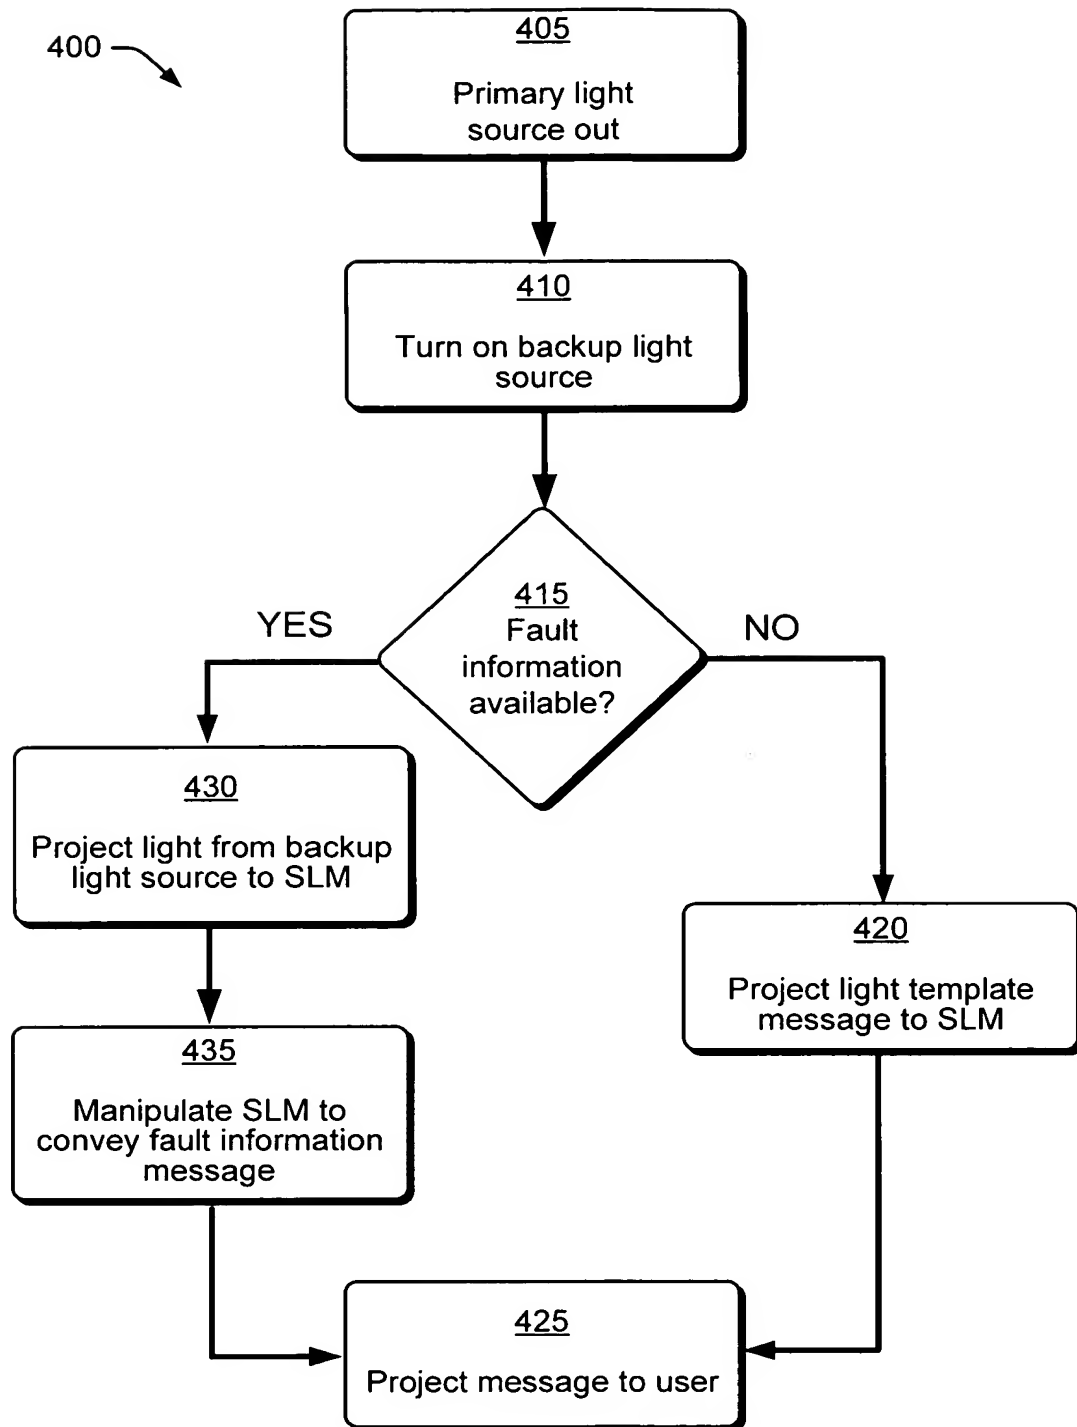 400
405
Primary light
source out
410
Turn on backup light
source
415
Fault
information
available?
YES
NO
430
Project light from backup
light source to SLM
420
Project light template
message to SLM
435
Manipulate SLM to
convey fault information
message
425
Project message to user